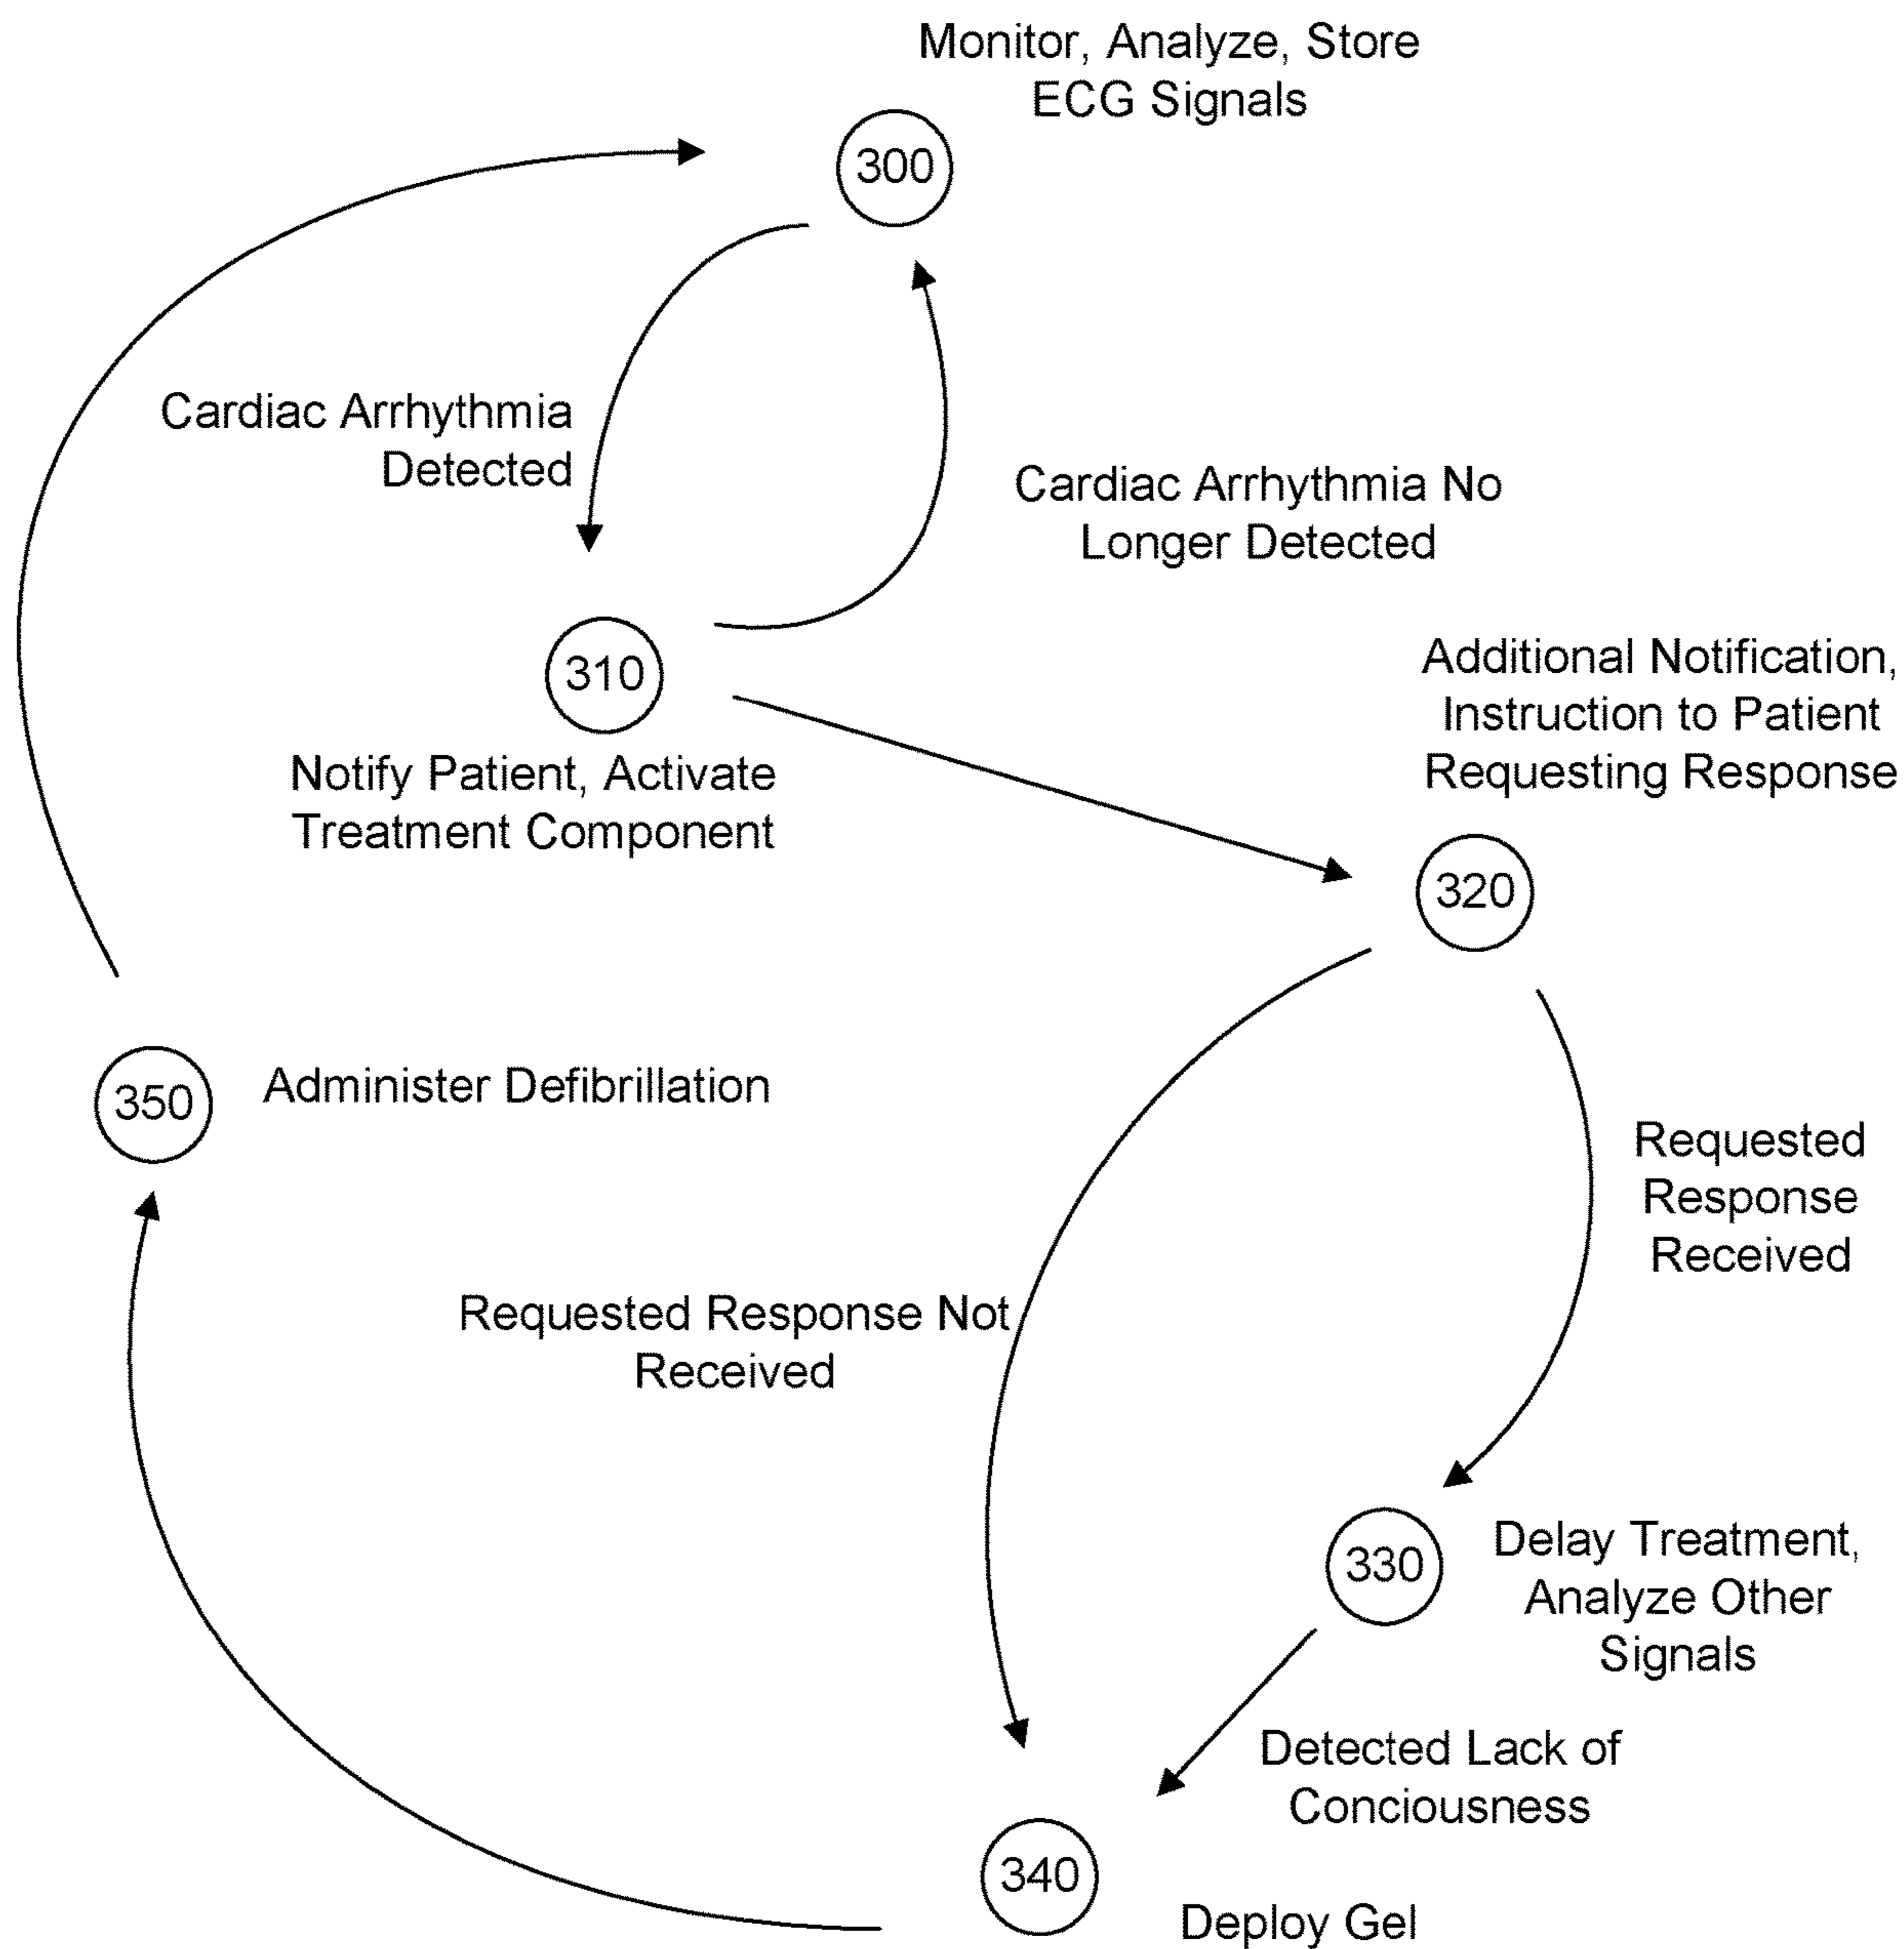 Monitor, Analyze, Store
ECG Signals
300
Cardiac Arrhythmia
Detected
Cardiac Arrhythmia No
Longer Detected
310
Notify Patient, Activate
Treatment Component
Additional Notification,
Instruction to Patient
Requesting Response
320
350
Administer Defibrillation
Requested
Response
Received
Requested Response Not
Received
330
Delay Treatment,
Analyze Other
Signals
Detected Lack of
Conciousness
340
Deploy Gel